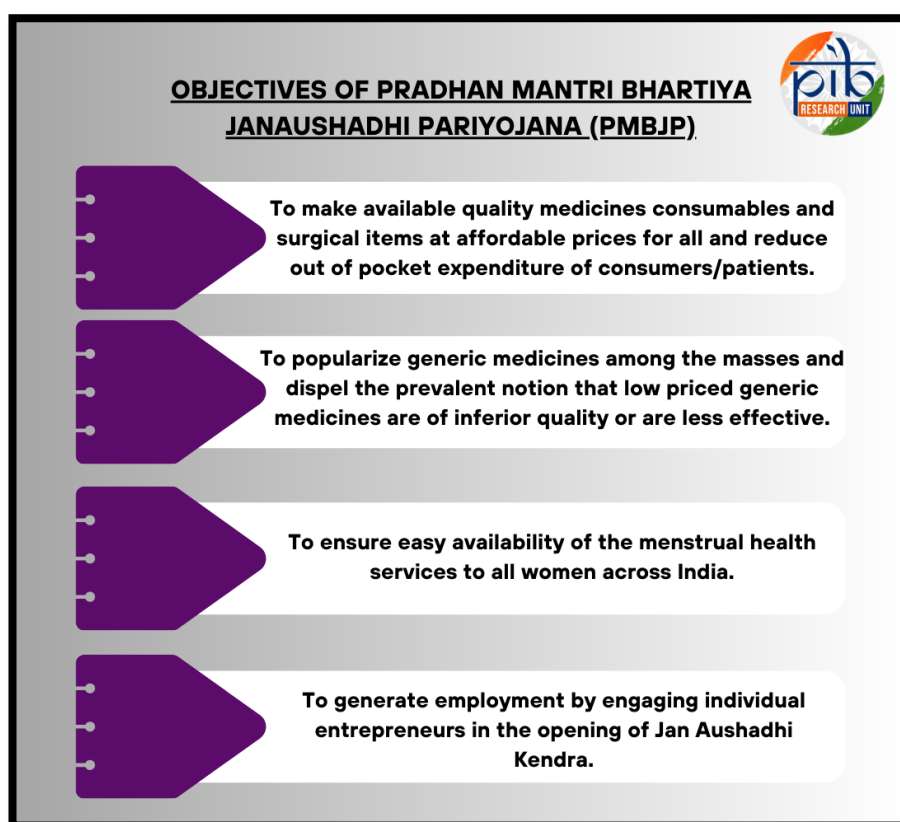 OBJECTIVES OF PRADHAN MANTRI BHARTIYA
JANAUSHADHI PARIYOJANA (PMBJP)
pib
RESEARCH UNIT
To make available quality medicines consumables and
surgical items at affordable prices for all and reduce
out of pocket expenditure of consumers/patients.
To popularize generic medicines among the masses and
dispel the prevalent notion that low priced generic
medicines are of inferior quality or are less effective.
To ensure easy availability of the menstrual health
services to all women across India.
To generate employment by engaging individual
entrepreneurs in the opening of Jan Aushadhi
Kendra.